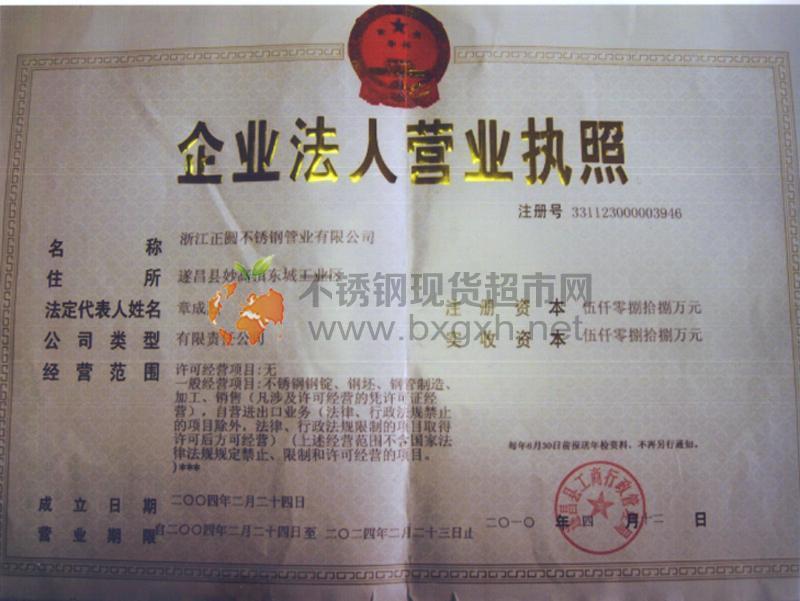 企业法人营业执照
注册号 331123000003946
名称 浙江正圆不锈钢管业有限公司
住所 遂昌县妙高镇东城工业区
法定代表人姓名 章成
注册资本 伍仟零捌拾捌万元
公司类型 有限责任公司
实收资本 伍仟零捌拾捌万元
经营范围 许可经营项目:无
一般经营项目:不锈钢钢锭、钢坯、钢管制造、
加工、销售(凡涉及许可经营的凭许可证经
营),自营进出口业务(法律、行政法规禁止
的项目除外,法律、行政法规限制的项目取得
许可后方可经营)(上述经营范围不含国家法
律法规规定禁止、限制和许可经营的项目。
)***
每年6月30日前报送年检资料,不再另行通知。
成立日期 二〇〇四年二月二十四日
营业期限 自二〇〇四年二月二十四日至二〇二四年二月二十三日止
二〇一〇年 四月 十二日
遂昌县工商行政管理局
不锈钢现货超市网
www.bxgxh.net